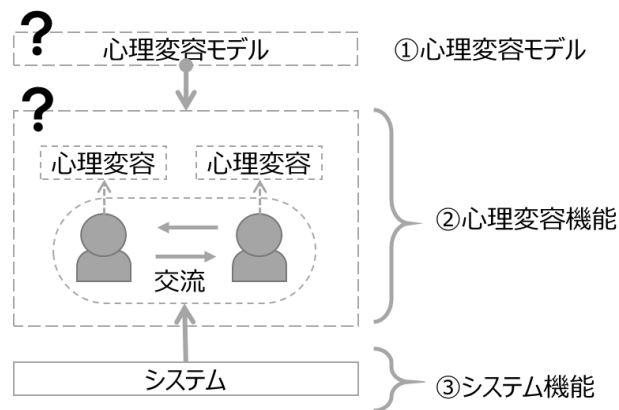 ?
心理変容モデル
①心理変容モデル
?
心理変容
心理変容
交流
②心理変容機能
システム
③システム機能